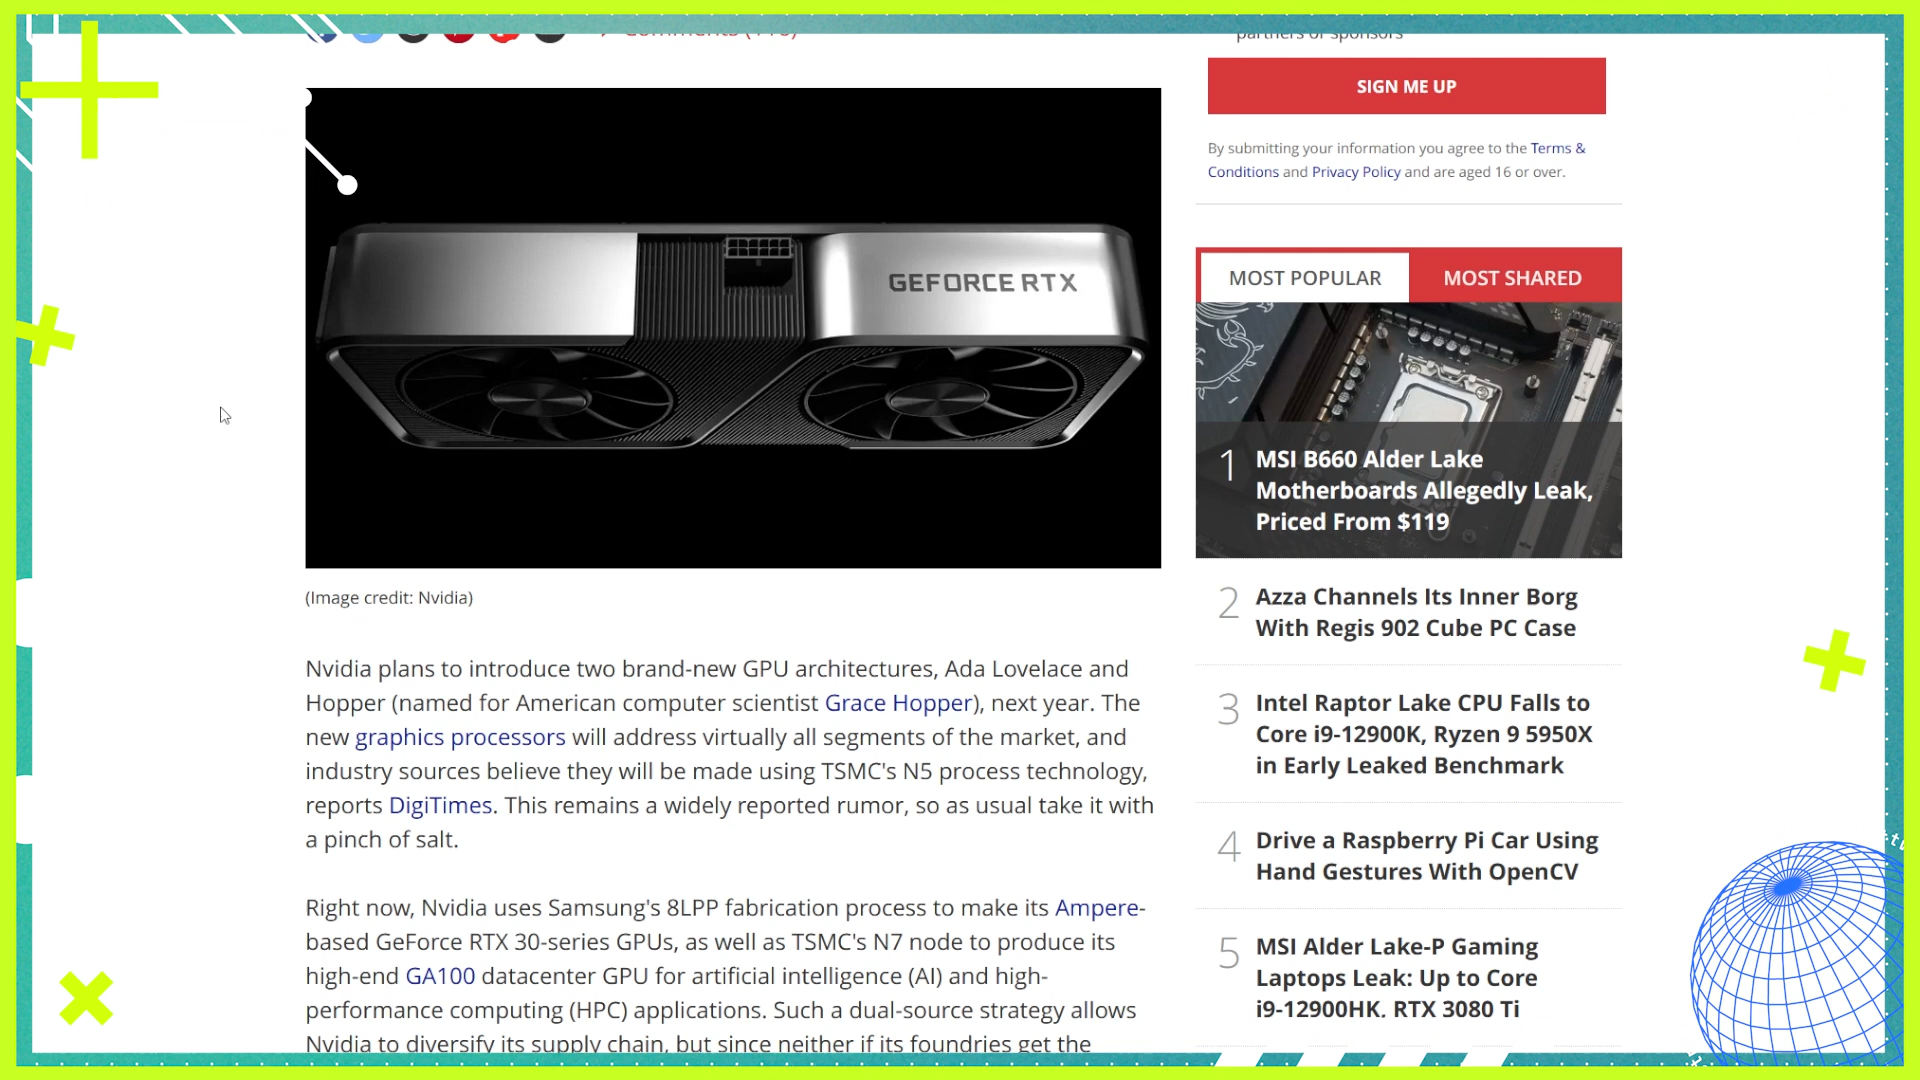 Comments (110)
partners or sponsors
SIGN ME UP
By submitting your information you agree to the Terms &
Conditions and Privacy Policy and are aged 16 or over.
GEFORCE RTX
MOST POPULAR
MOST SHARED
1
MSI B660 Alder Lake
Motherboards Allegedly Leak,
Priced From $119
(Image credit: Nvidia)
2
Azza Channels Its Inner Borg
With Regis 902 Cube PC Case
Nvidia plans to introduce two brand-new GPU architectures, Ada Lovelace and
Hopper (named for American computer scientist Grace Hopper), next year. The
new graphics processors will address virtually all segments of the market, and
industry sources believe they will be made using TSMC's N5 process technology,
reports DigiTimes. This remains a widely reported rumor, so as usual take it with
a pinch of salt.
3
Intel Raptor Lake CPU Falls to
Core i9-12900K, Ryzen 9 5950X
in Early Leaked Benchmark
4
Drive a Raspberry Pi Car Using
Hand Gestures With OpenCV
Right now, Nvidia uses Samsung's 8LPP fabrication process to make its Ampere-
based GeForce RTX 30-series GPUs, as well as TSMC's N7 node to produce its
high-end GA100 datacenter GPU for artificial intelligence (AI) and high-
performance computing (HPC) applications. Such a dual-source strategy allows
Nvidia to diversify its supply chain, but since neither if its foundries get the
5
MSI Alder Lake-P Gaming
Laptops Leak: Up to Core
i9-12900HK, RTX 3080 Ti